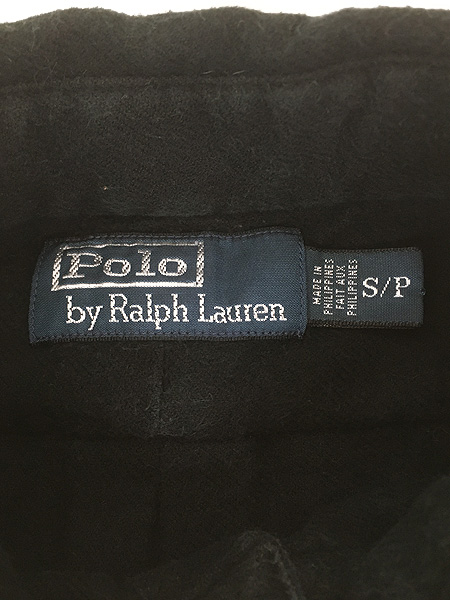 Polo
by Ralph Lauren
MADE IN
PHILIPPINES
FAIT AUX
PHILIPPINES
S/P